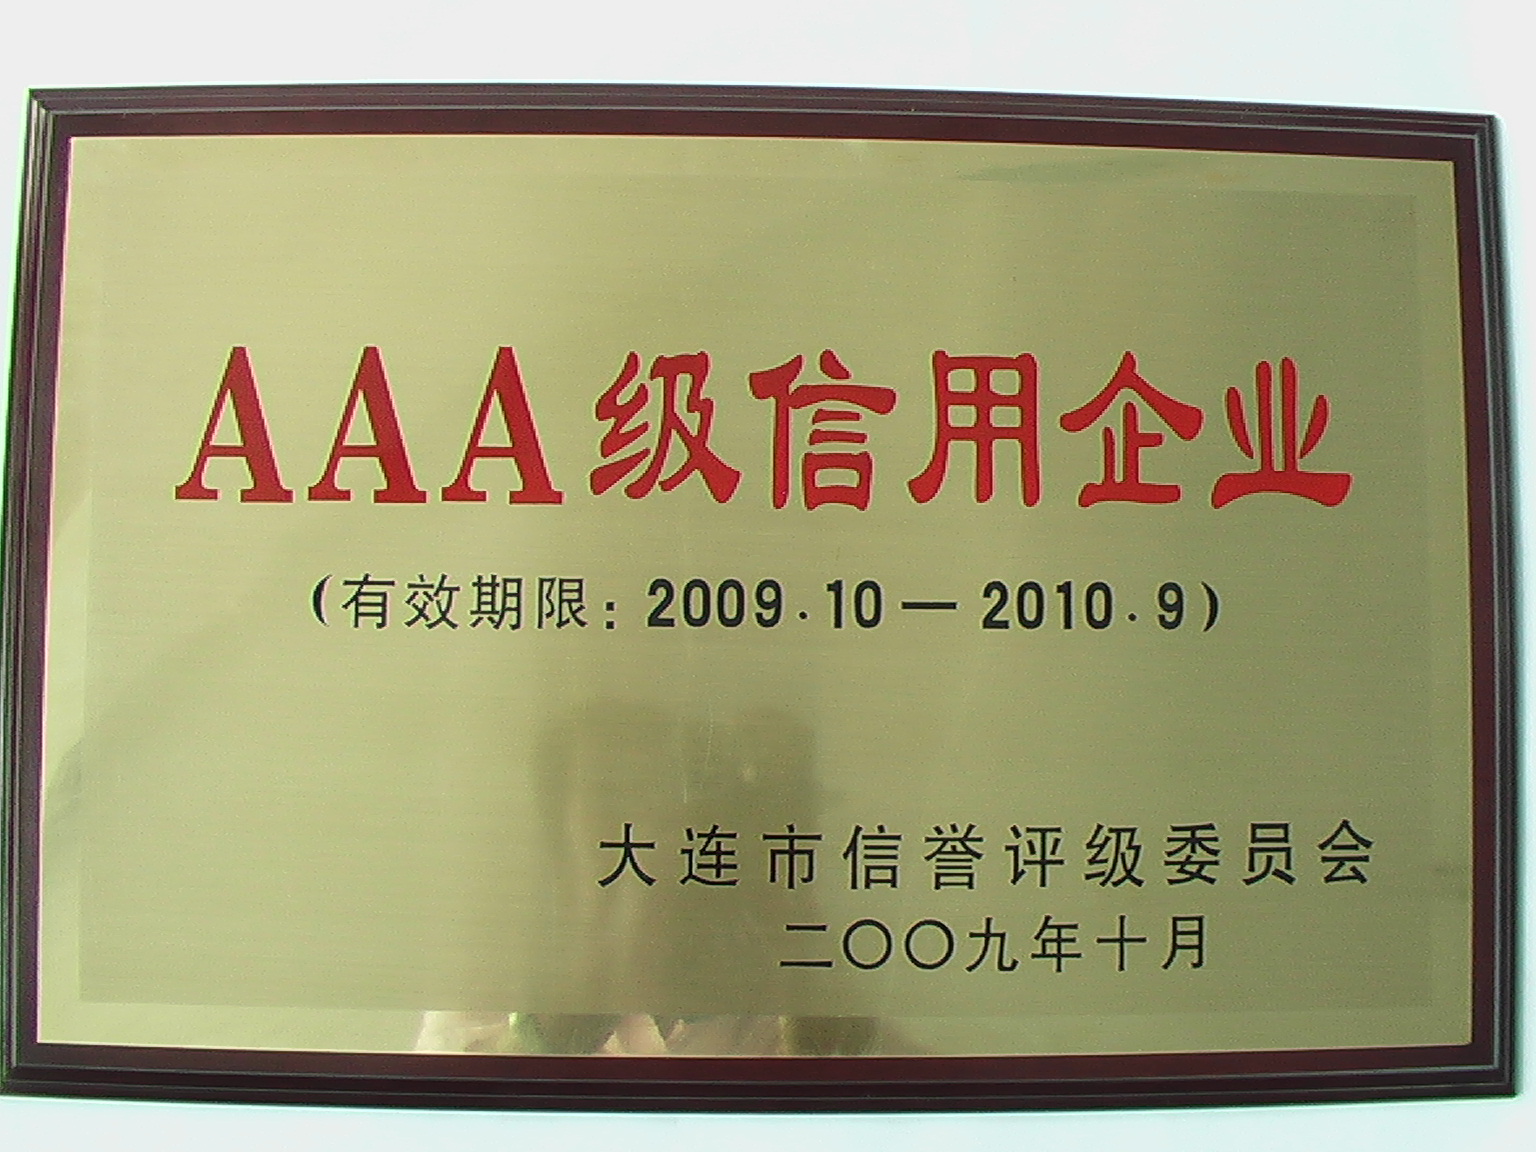 AAA级信用企业
(有效期限: 2009.10—2010.9)
大连市信誉评级委员会
二〇〇九年十月